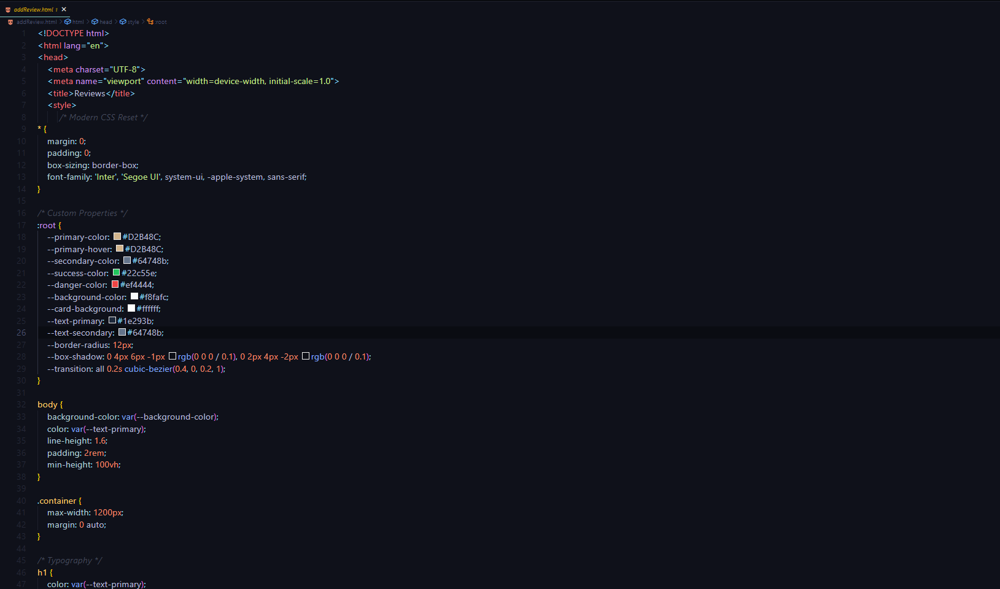 addReview.html 1 ✕
addReview.html > html > head > style > :root
1 <!DOCTYPE html>
2 <html lang="en">
3 <head>
4     <meta charset="UTF-8">
5     <meta name="viewport" content="width=device-width, initial-scale=1.0">
6     <title>Reviews</title>
7     <style>
8         /* Modern CSS Reset */
9 * {
10     margin: 0;
11     padding: 0;
12     box-sizing: border-box;
13     font-family: 'Inter', 'Segoe UI', system-ui, -apple-system, sans-serif;
14 }
15
16 /* Custom Properties */
17 :root {
18     --primary-color: #D2B48C;
19     --primary-hover: #D2B48C;
20     --secondary-color: #64748b;
21     --success-color: #22c55e;
22     --danger-color: #ef4444;
23     --background-color: #f8fafc;
24     --card-background: #ffffff;
25     --text-primary: #1e293b;
26     --text-secondary: #64748b;
27     --border-radius: 12px;
28     --box-shadow: 0 4px 6px -1px rgb(0 0 0 / 0.1), 0 2px 4px -2px rgb(0 0 0 / 0.1);
29     --transition: all 0.2s cubic-bezier(0.4, 0, 0.2, 1);
30 }
31
32 body {
33     background-color: var(--background-color);
34     color: var(--text-primary);
35     line-height: 1.6;
36     padding: 2rem;
37     min-height: 100vh;
38 }
39
40 .container {
41     max-width: 1200px;
42     margin: 0 auto;
43 }
44
45 /* Typography */
46 h1 {
47     color: var(--text-primary);